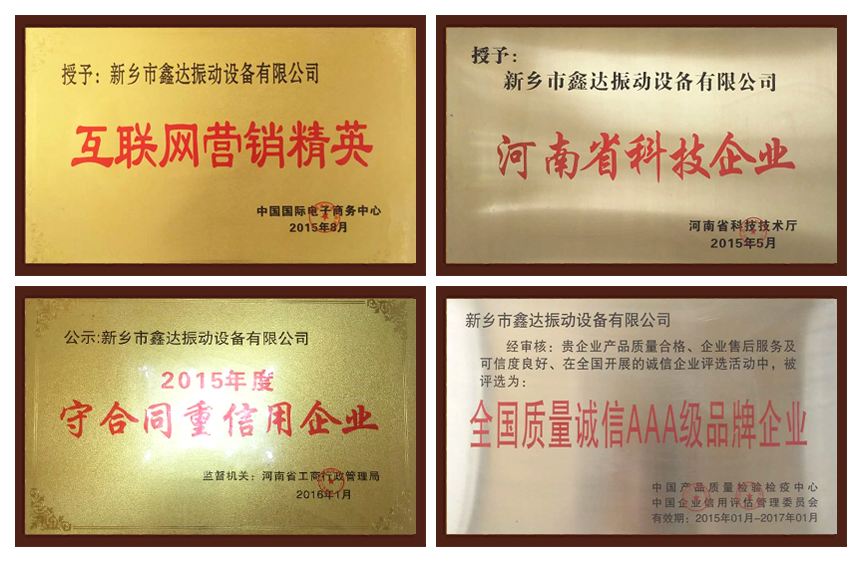 授予：新乡市鑫达振动设备有限公司
互联网营销精英
中国国际电子商务中心
2015年8月
授予：
新乡市鑫达振动设备有限公司
河南省科技企业
河南省科技技术厅
2015年5月
公示:新乡市鑫达振动设备有限公司
2015年度
守合同重信用企业
监督机关：河南省工商行政管理局
2016年1月
新乡市鑫达振动设备有限公司
经审核：贵企业产品质量合格、企业售后服务及
可信度良好、在全国开展的诚信企业评选活动中，被
评选为：
全国质量诚信AAA级品牌企业
中国产品质量检验检疫中心
中国企业信用评估管理委员会
有效期：2015年01月-2017年01月